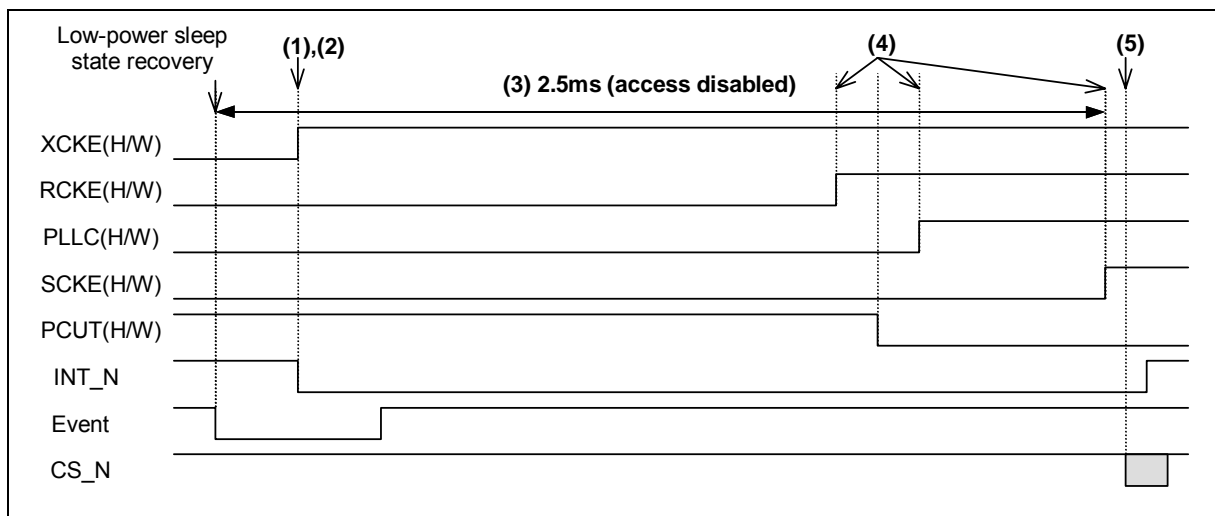 Low-power sleep
state recovery
(1),(2)
(4)
(5)
(3) 2.5ms (access disabled)
XCKE(H/W)
RCKE(H/W)
PLLC(H/W)
SCKE(H/W)
PCUT(H/W)
INT_N
Event
CS_N